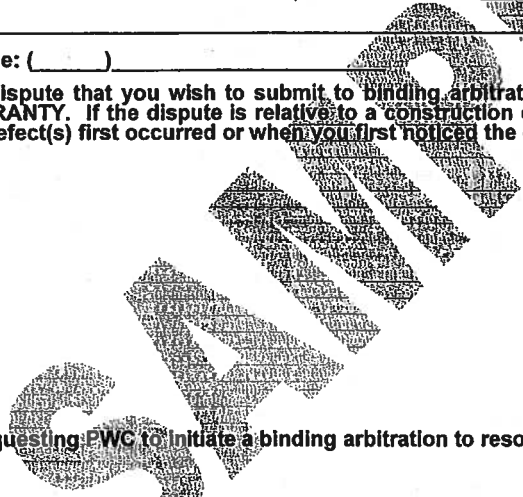 e: (______)
ispute that you wish to submit to binding arbitrat
RANTY. If the dispute is relative to a construction
efect(s) first occurred or when you first noticed the
questing PWC to initiate a binding arbitration to reso
SAMP